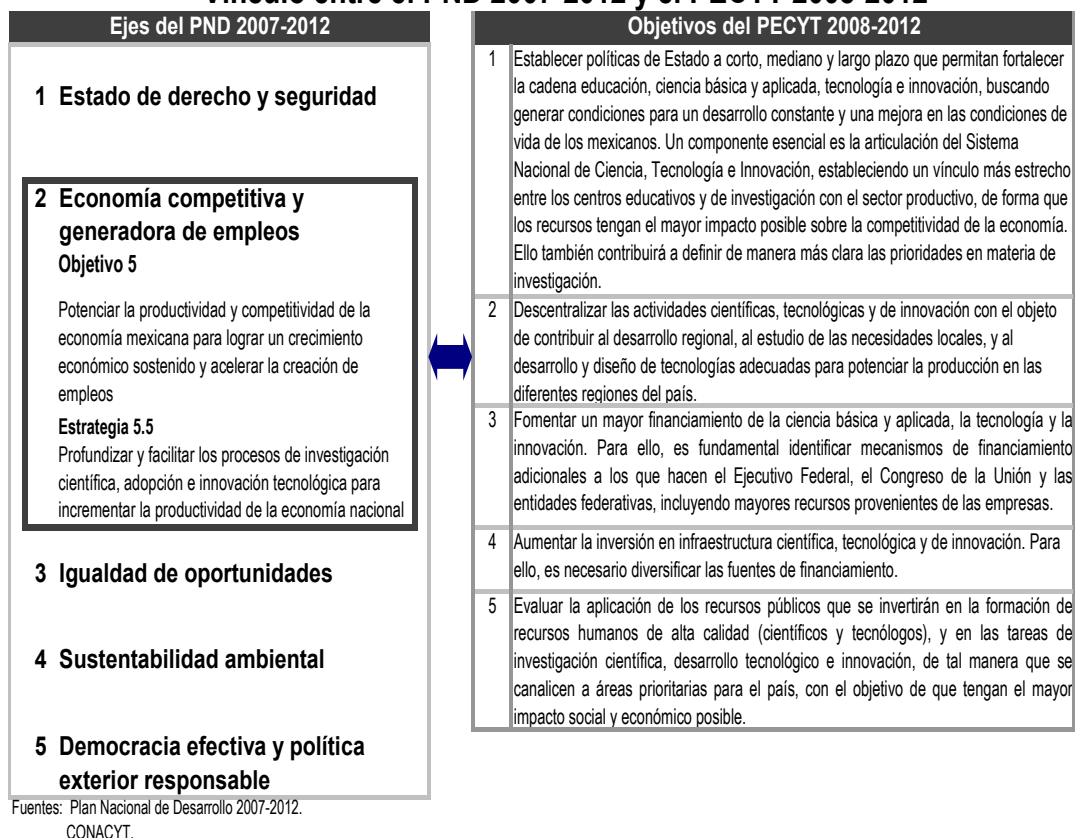 Vínculo entre el PND 2007-2012 y el PECYT 2008-2012
Ejes del PND 2007-2012
1 Estado de derecho y seguridad
2 Economía competitiva y
generadora de empleos
Objetivo 5
Potenciar la productividad y competitividad de la
economía mexicana para lograr un crecimiento
económico sostenido y acelerar la creación de
empleos
Estrategia 5.5
Profundizar y facilitar los procesos de investigación
científica, adopción e innovación tecnológica para
incrementar la productividad de la economía nacional
3 Igualdad de oportunidades
4 Sustentabilidad ambiental
5 Democracia efectiva y política
exterior responsable
Objetivos del PECYT 2008-2012
1 Establecer políticas de Estado a corto, mediano y largo plazo que permitan fortalecer
la cadena educación, ciencia básica y aplicada, tecnología e innovación, buscando
generar condiciones para un desarrollo constante y una mejora en las condiciones de
vida de los mexicanos. Un componente esencial es la articulación del Sistema
Nacional de Ciencia, Tecnología e Innovación, estableciendo un vínculo más estrecho
entre los centros educativos y de investigación con el sector productivo, de forma que
los recursos tengan el mayor impacto posible sobre la competitividad de la economía.
Ello también contribuirá a definir de manera más clara las prioridades en materia de
investigación.
2 Descentralizar las actividades científicas, tecnológicas y de innovación con el objeto
de contribuir al desarrollo regional, al estudio de las necesidades locales, y al
desarrollo y diseño de tecnologías adecuadas para potenciar la producción en las
diferentes regiones del país.
3 Fomentar un mayor financiamiento de la ciencia básica y aplicada, la tecnología y la
innovación. Para ello, es fundamental identificar mecanismos de financiamiento
adicionales a los que hacen el Ejecutivo Federal, el Congreso de la Unión y las
entidades federativas, incluyendo mayores recursos provenientes de las empresas.
4 Aumentar la inversión en infraestructura científica, tecnológica y de innovación. Para
ello, es necesario diversificar las fuentes de financiamiento.
5 Evaluar la aplicación de los recursos públicos que se invertirán en la formación de
recursos humanos de alta calidad (científicos y tecnólogos), y en las tareas de
investigación científica, desarrollo tecnológico e innovación, de tal manera que se
canalicen a áreas prioritarias para el país, con el objetivo de que tengan el mayor
impacto social y económico posible.
Fuentes: Plan Nacional de Desarrollo 2007-2012.
CONACYT.